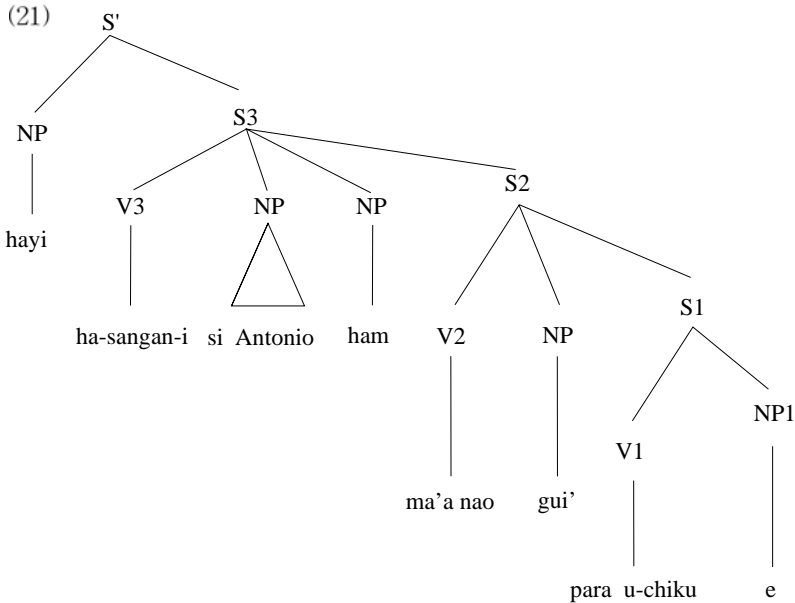 (21)
S'
NP
S3
hayi
V3
NP
NP
S2
ha-sangan-i
si Antonio
ham
V2
NP
S1
ma'a nao
gui'
V1
NP1
para u-chiku
e